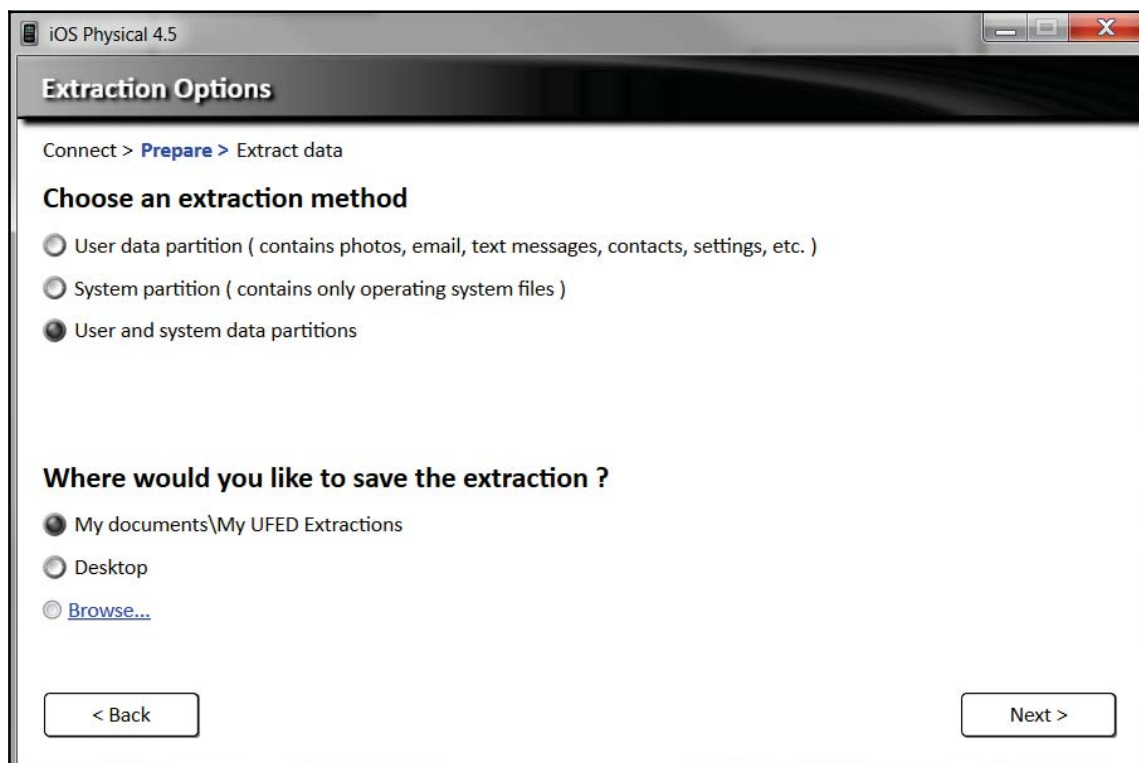 iOS Physical 4.5
Extraction Options
Connect > Prepare > Extract data
Choose an extraction method
User data partition ( contains photos, email, text messages, contacts, settings, etc. )
System partition ( contains only operating system files )
User and system data partitions
Where would you like to save the extraction ?
My documents\My UFED Extractions
Desktop
Browse...
< Back
Next >